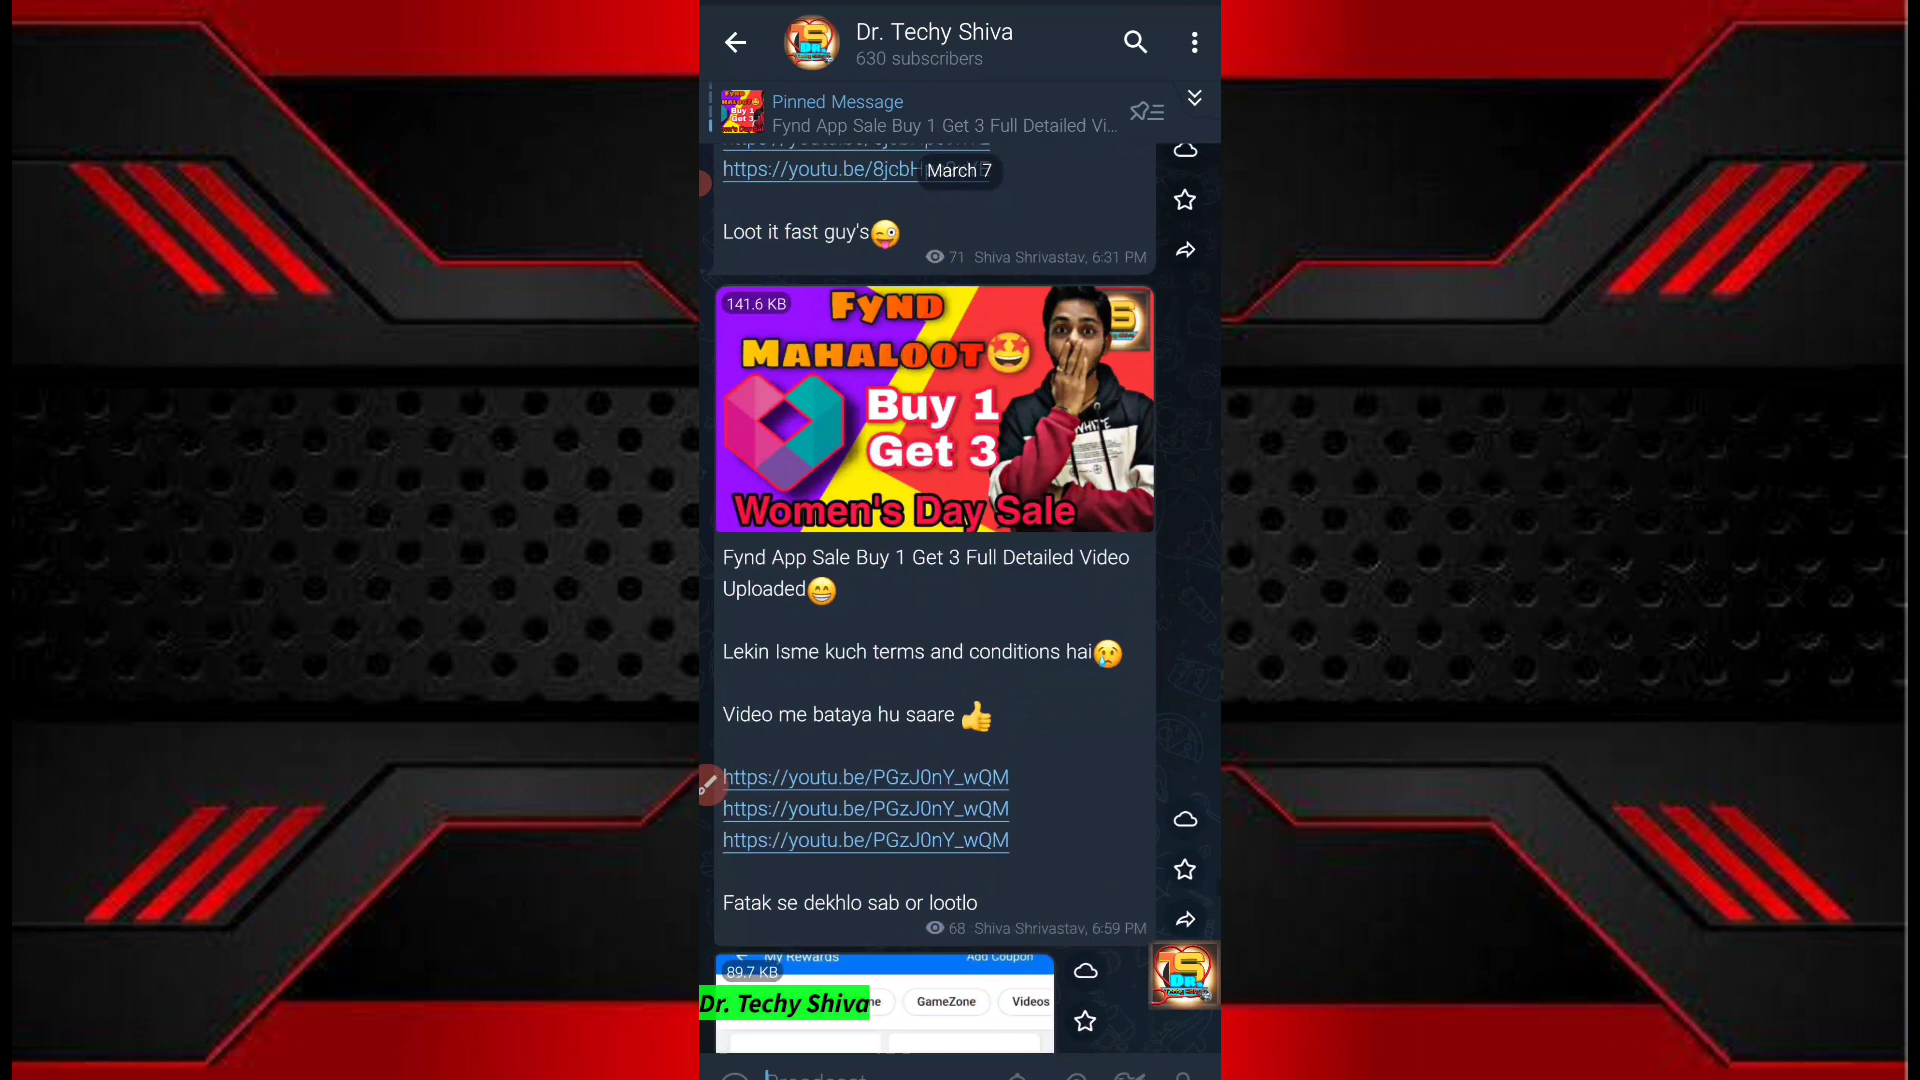 Dr. Techy Shiva
630 subscribers
Pinned Message
Fynd App Sale Buy 1 Get 3 Full Detailed Vi...
March 7
Loot it fast guy's😜
71 Shiva Shrivastav, 6:31 PM
141.6 KB
Fynd
Mahaloot🤩
Buy 1
Get 3
Women's Day Sale
Fynd App Sale Buy 1 Get 3 Full Detailed Video
Uploaded😁
Lekin Isme kuch terms and conditions hai😢
Video me bataya hu saare 👍
https://youtu.be/PGzJ0nY_wQM
https://youtu.be/PGzJ0nY_wQM
https://youtu.be/PGzJ0nY_wQM
Fatak se dekhlo sab or lootlo
68 Shiva Shrivastav, 6:59 PM
My Rewards Add Coupon
89.7 KB
GameZone Videos
Dr. Techy Shiva